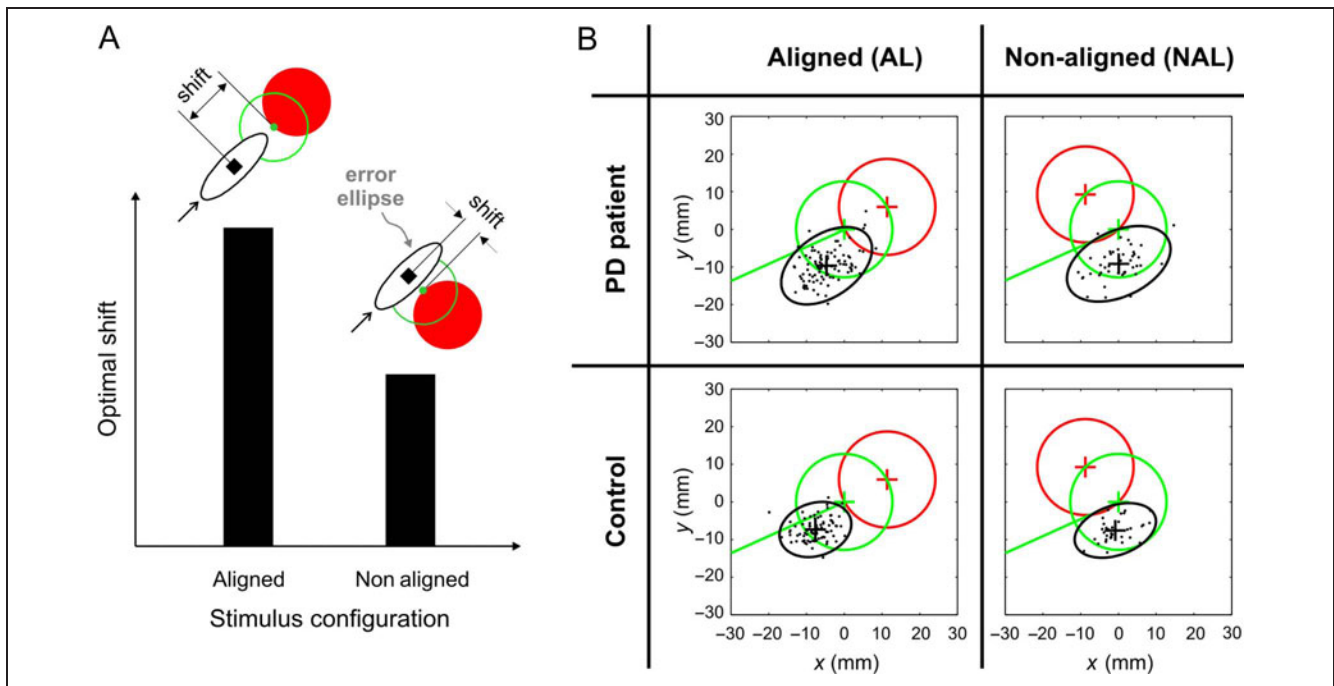 A
shift
error
ellipse
shift
Optimal shift
Aligned
Non aligned
Stimulus configuration
B
Aligned (AL)
Non-aligned (NAL)
PD patient
y (mm)
30
20
10
0
−10
−20
−30
Control
y (mm)
30
20
10
0
−10
−20
−30
−30 −20 −10 0 10 24 30
x (mm)
−30 −20 −10 0 10 24 30
x (mm)